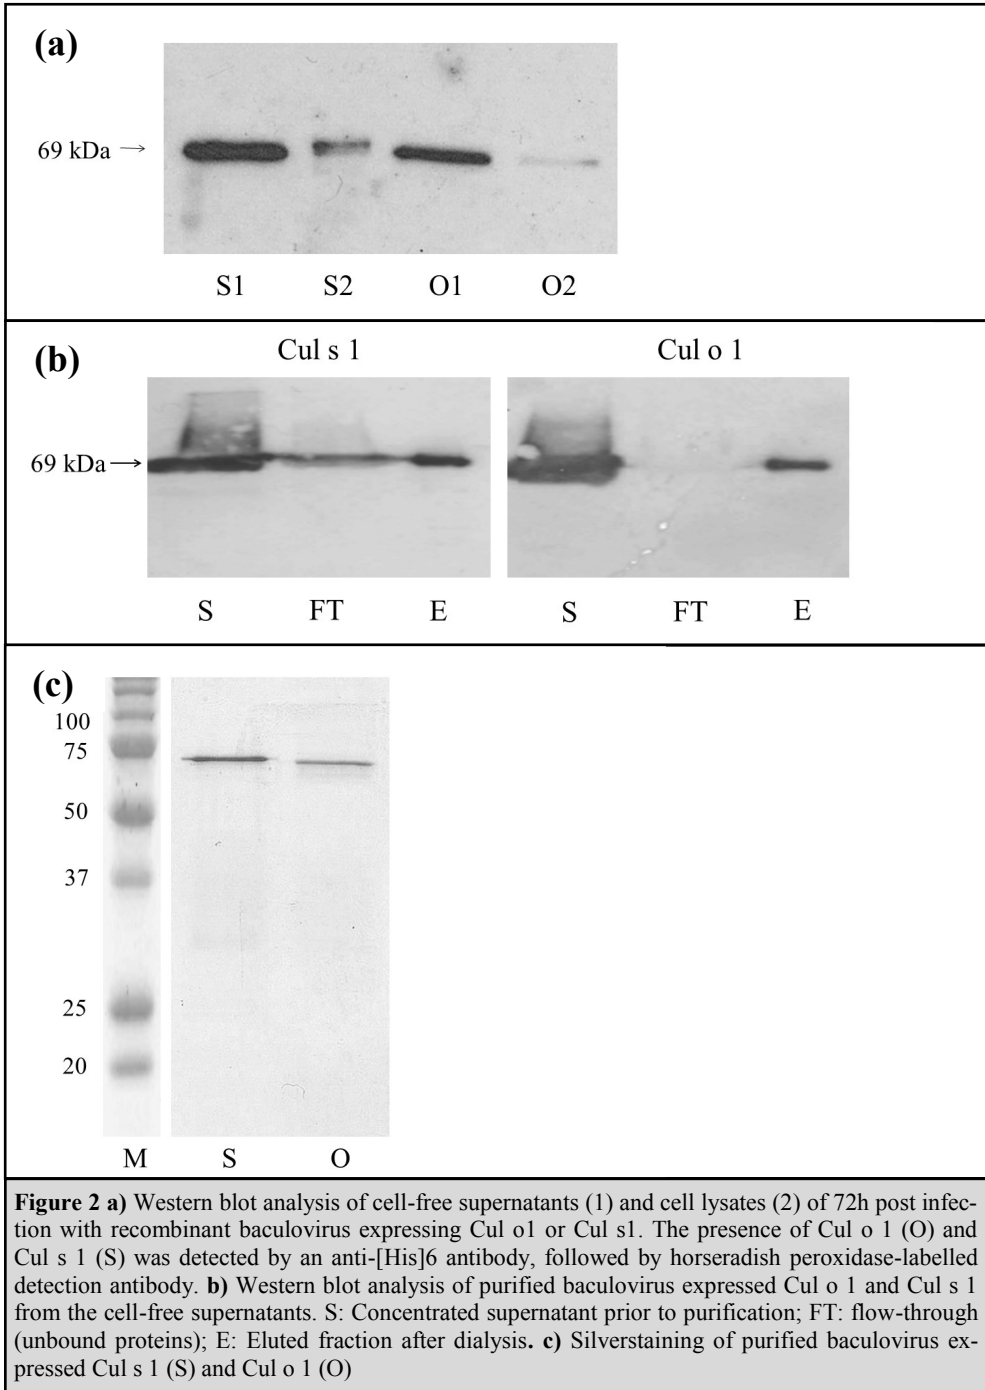 (a)
69 kDa →
S1 S2 O1 O2
(b)
Cul s 1 Cul o 1
69 kDa →
S FT E S FT E
(c)
100
75
50
37
25
20
M S O
Figure 2 a) Western blot analysis of cell-free supernatants (1) and cell lysates (2) of 72h post infec-
tion with recombinant baculovirus expressing Cul o1 or Cul s1. The presence of Cul o 1 (O) and
Cul s 1 (S) was detected by an anti-[His]6 antibody, followed by horseradish peroxidase-labelled
detection antibody. b) Western blot analysis of purified baculovirus expressed Cul o 1 and Cul s 1
from the cell-free supernatants. S: Concentrated supernatant prior to purification; FT: flow-through
(unbound proteins); E: Eluted fraction after dialysis. c) Silverstaining of purified baculovirus ex-
pressed Cul s 1 (S) and Cul o 1 (O)